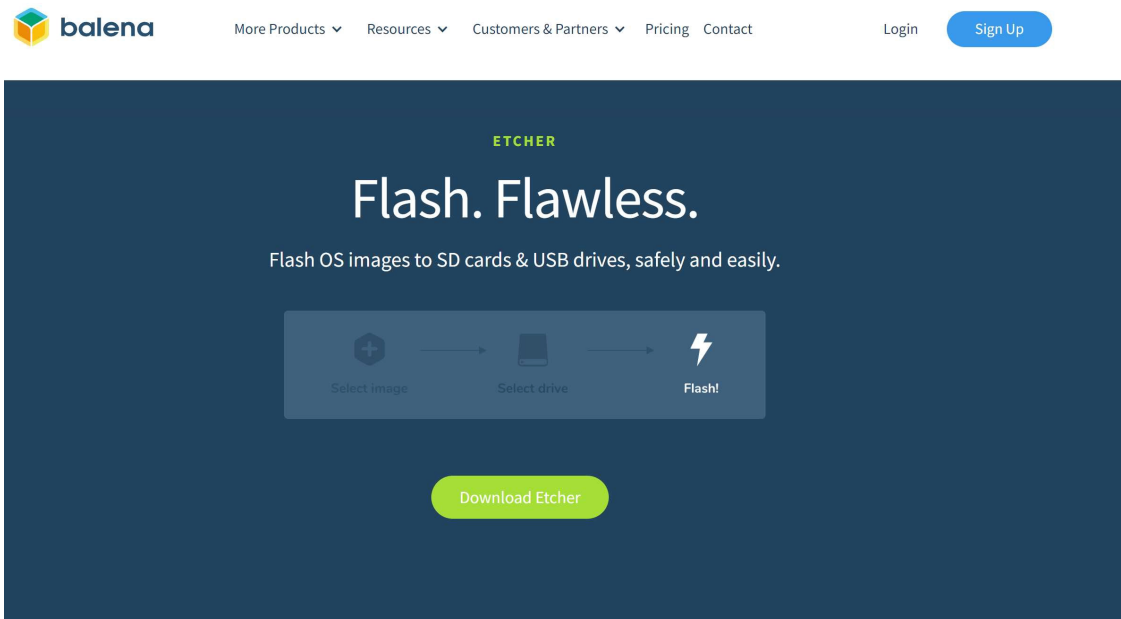 balena More Products Resources Customers & Partners Pricing Contact Login Sign Up
ETCHER
Flash. Flawless.
Flash OS images to SD cards & USB drives, safely and easily.
Select image Select drive Flash!
Download Etcher